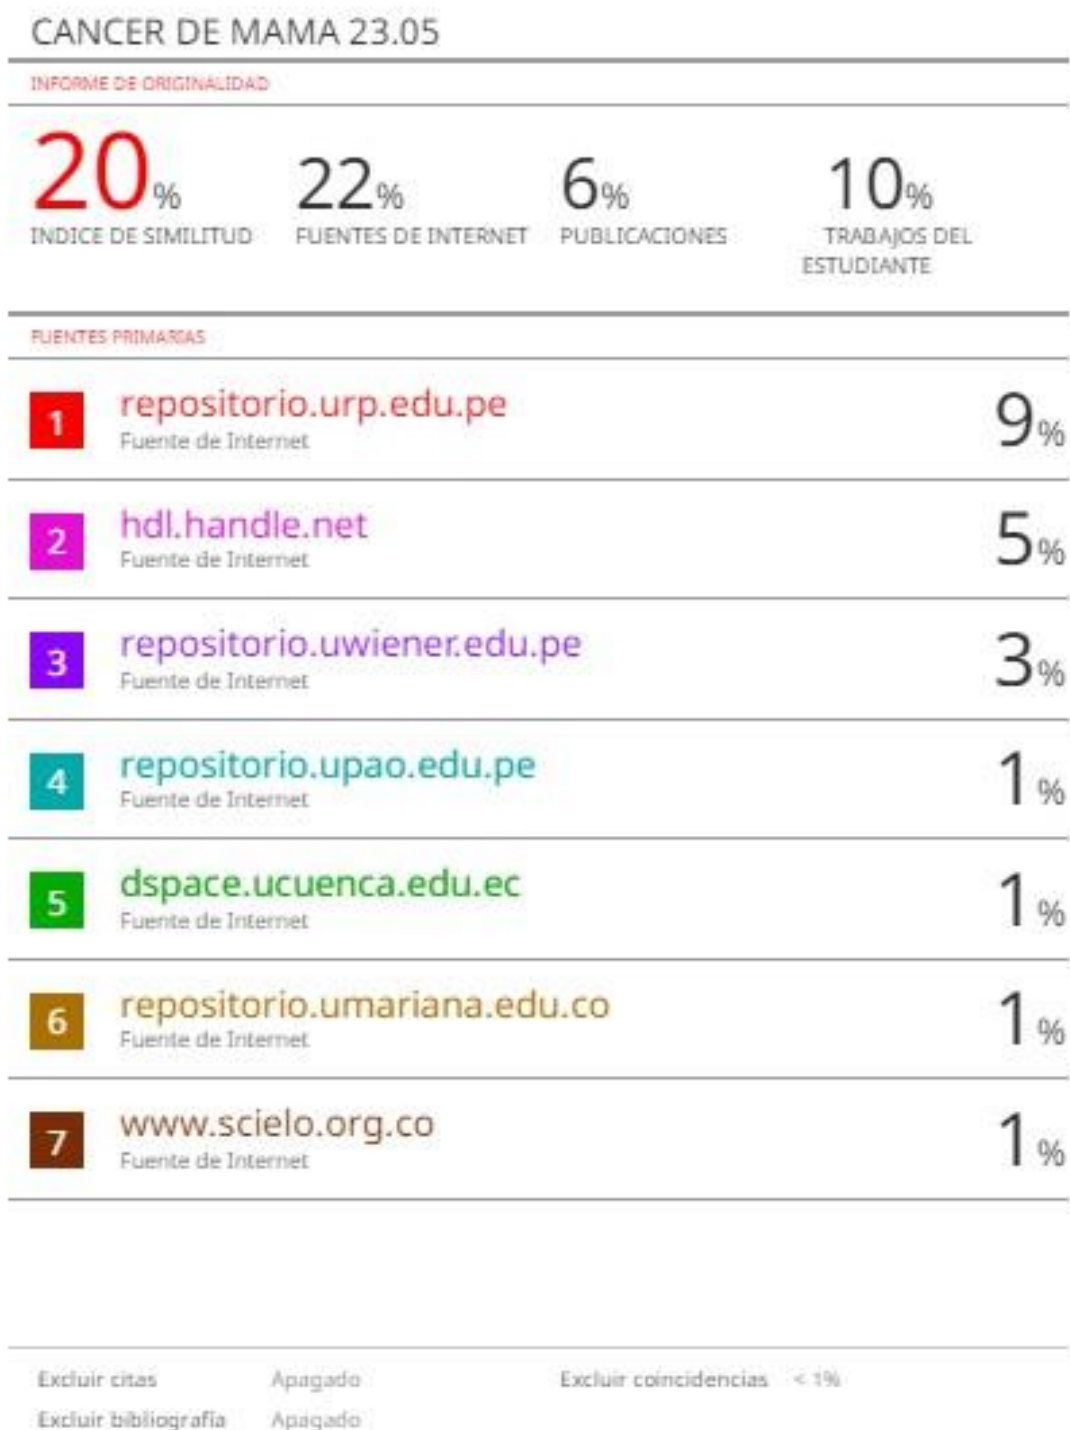 CANCER DE MAMA 23.05
INFORME DE ORIGINALIDAD
20% 22% 6% 10%
INDICE DE SIMILITUD FUENTES DE INTERNET PUBLICACIONES TRABAJOS DEL
ESTUDIANTE
FUENTES PRIMARIAS
1 repositorio.urp.edu.pe 9%
Fuente de Internet
2 hdl.handle.net 5%
Fuente de Internet
3 repositorio.uwiener.edu.pe 3%
Fuente de Internet
4 repositorio.upao.edu.pe 1%
Fuente de Internet
5 dspace.ucuenca.edu.ec 1%
Fuente de Internet
6 repositorio.umariana.edu.co 1%
Fuente de Internet
7 www.scielo.org.co 1%
Fuente de Internet
Excluir citas Apagado Excluir coincidencias < 1%
Excluir bibliografía Apagado